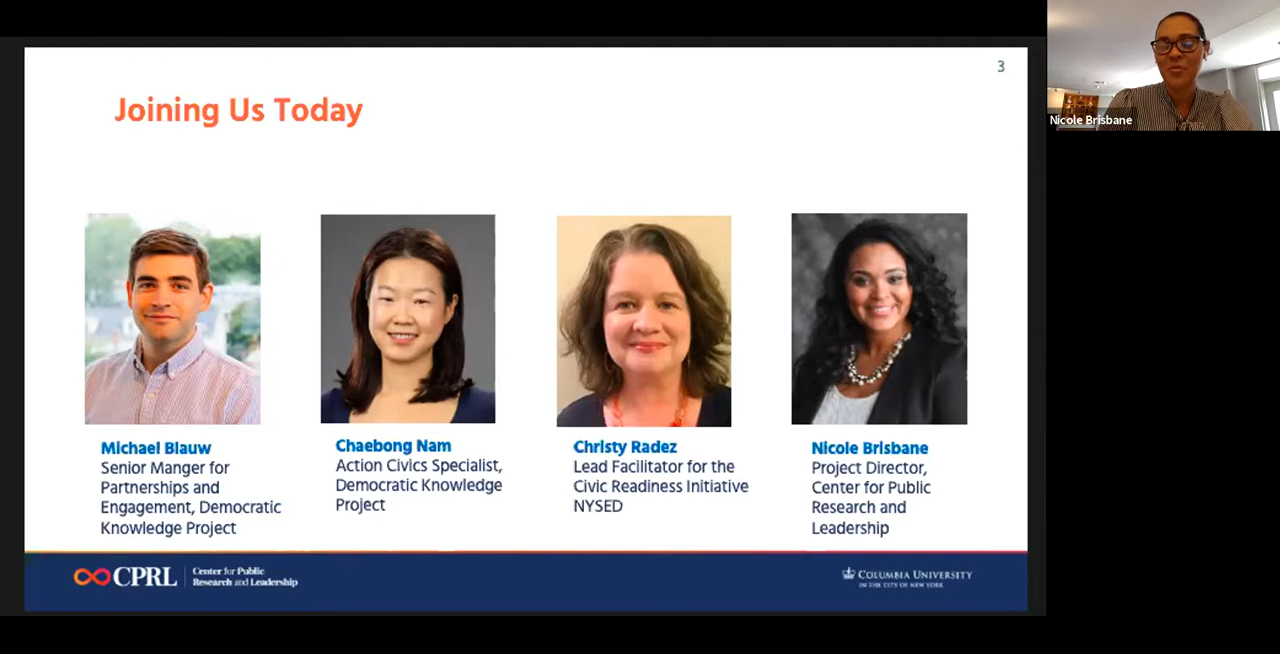 3
Joining Us Today
Nicole Brisbane
Michael Blauw
Senior Manger for
Partnerships and
Engagement, Democratic
Knowledge Project
Chaebong Nam
Action Civics Specialist,
Democratic Knowledge
Project
Christy Radez
Lead Facilitator for the
Civic Readiness Initiative
NYSED
Nicole Brisbane
Project Director,
Center for Public
Research and
Leadership
CPRL
Center for Public
Research and Leadership
COLUMBIA UNIVERSITY
IN THE CITY OF NEW YORK